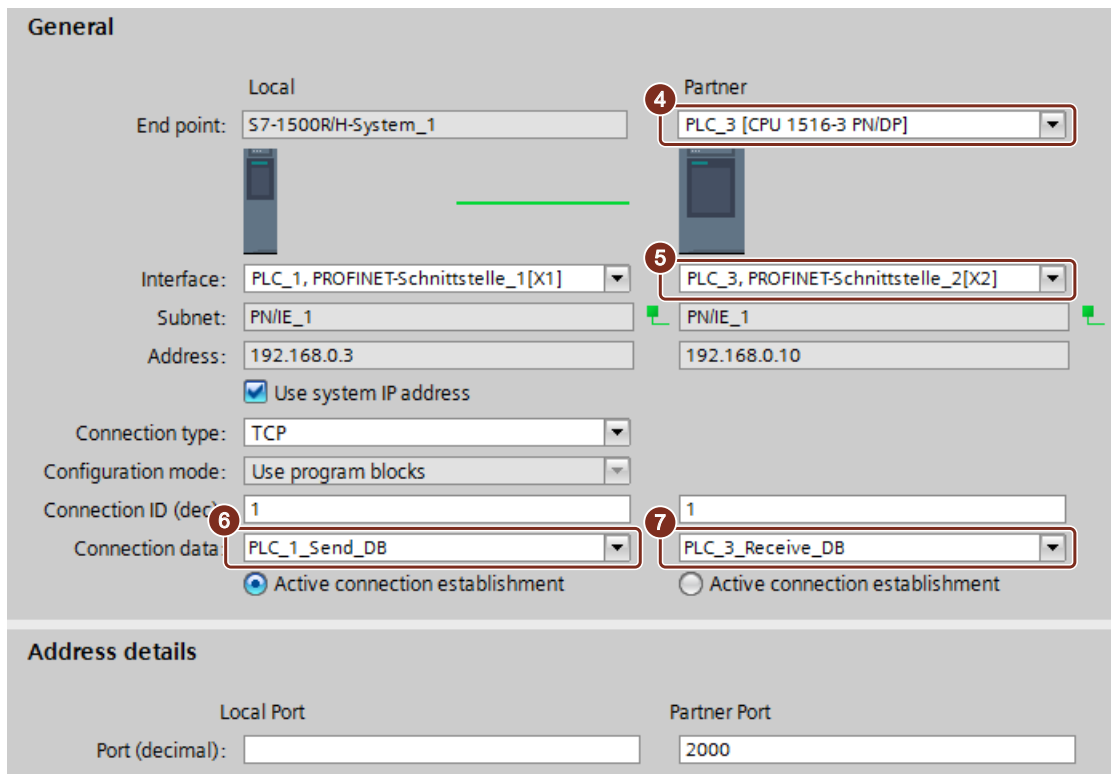 General
Local Partner
4
End point: S7-1500R/H-System_1 PLC_3 [CPU 1516-3 PN/DP]
5
Interface: PLC_1, PROFINET-Schnittstelle_1[X1] PLC_3, PROFINET-Schnittstelle_2[X2]
Subnet: PN/IE_1 PN/IE_1
Address: 192.168.0.3 192.168.0.10
Use system IP address
Connection type: TCP
Configuration mode: Use program blocks
Connection ID (dec) 1 1
6 7
Connection data: PLC_1_Send_DB PLC_3_Receive_DB
Active connection establishment Active connection establishment
Address details
Local Port Partner Port
Port (decimal): 2000